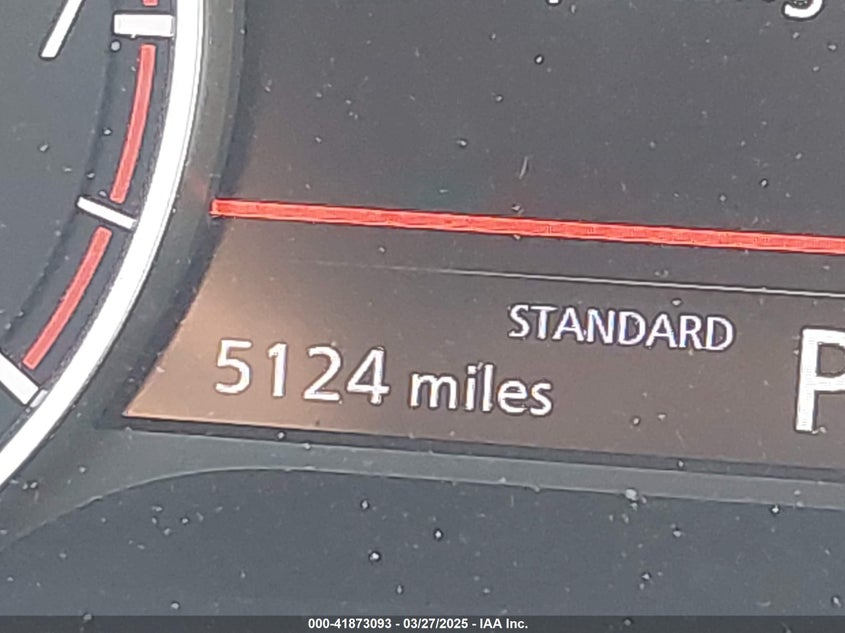 STANDARD
5124 miles
P
000-41873093 - 03/27/2025 - IAA Inc.